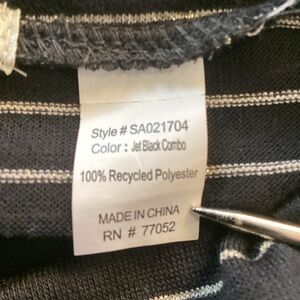 Style # SA021704
Color : Jet Black Combo
100% Recycled Polyester
MADE IN CHINA
RN # 77052